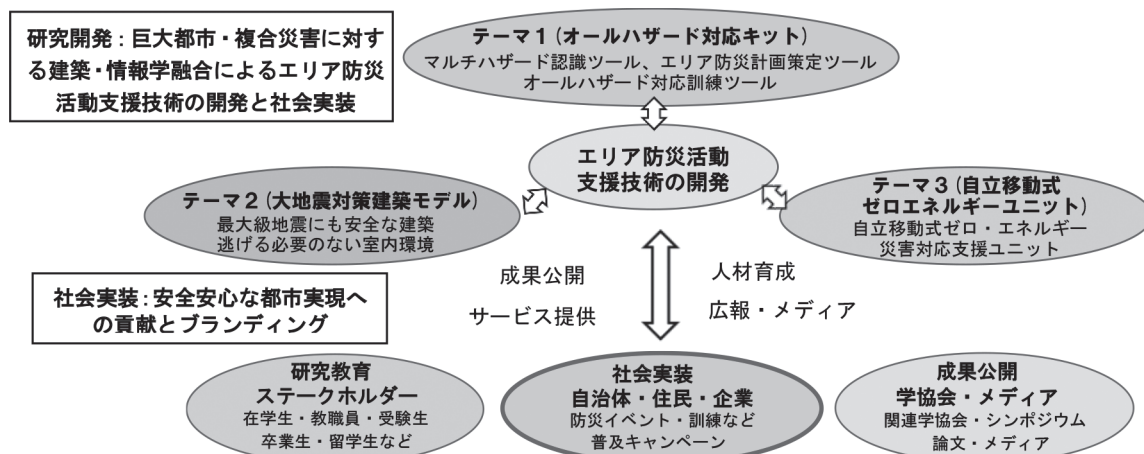 研究開発：巨大都市・複合災害に対す
る建築・情報学融合によるエリア防災
活動支援技術の開発と社会実装
テーマ１（オールハザード対応キット）
マルチハザード認識ツール、エリア防災計画策定ツール
オールハザード対応訓練ツール
エリア防災活動
支援技術の開発
テーマ２（大地震対策建築モデル）
最大級地震にも安全な建築
逃げる必要のない室内環境
テーマ３（自立移動式
ゼロエネルギーユニット）
自立移動式ゼロ・エネルギー
災害対応支援ユニット
成果公開
サービス提供
人材育成
広報・メディア
社会実装：安全安心な都市実現へ
の貢献とブランディング
研究教育
ステークホルダー
在学生・教職員・受験生
卒業生・留学生など
社会実装
自治体・住民・企業
防災イベント・訓練など
普及キャンペーン
成果公開
学協会・メディア
関連学協会・シンポジウム
論文・メディア